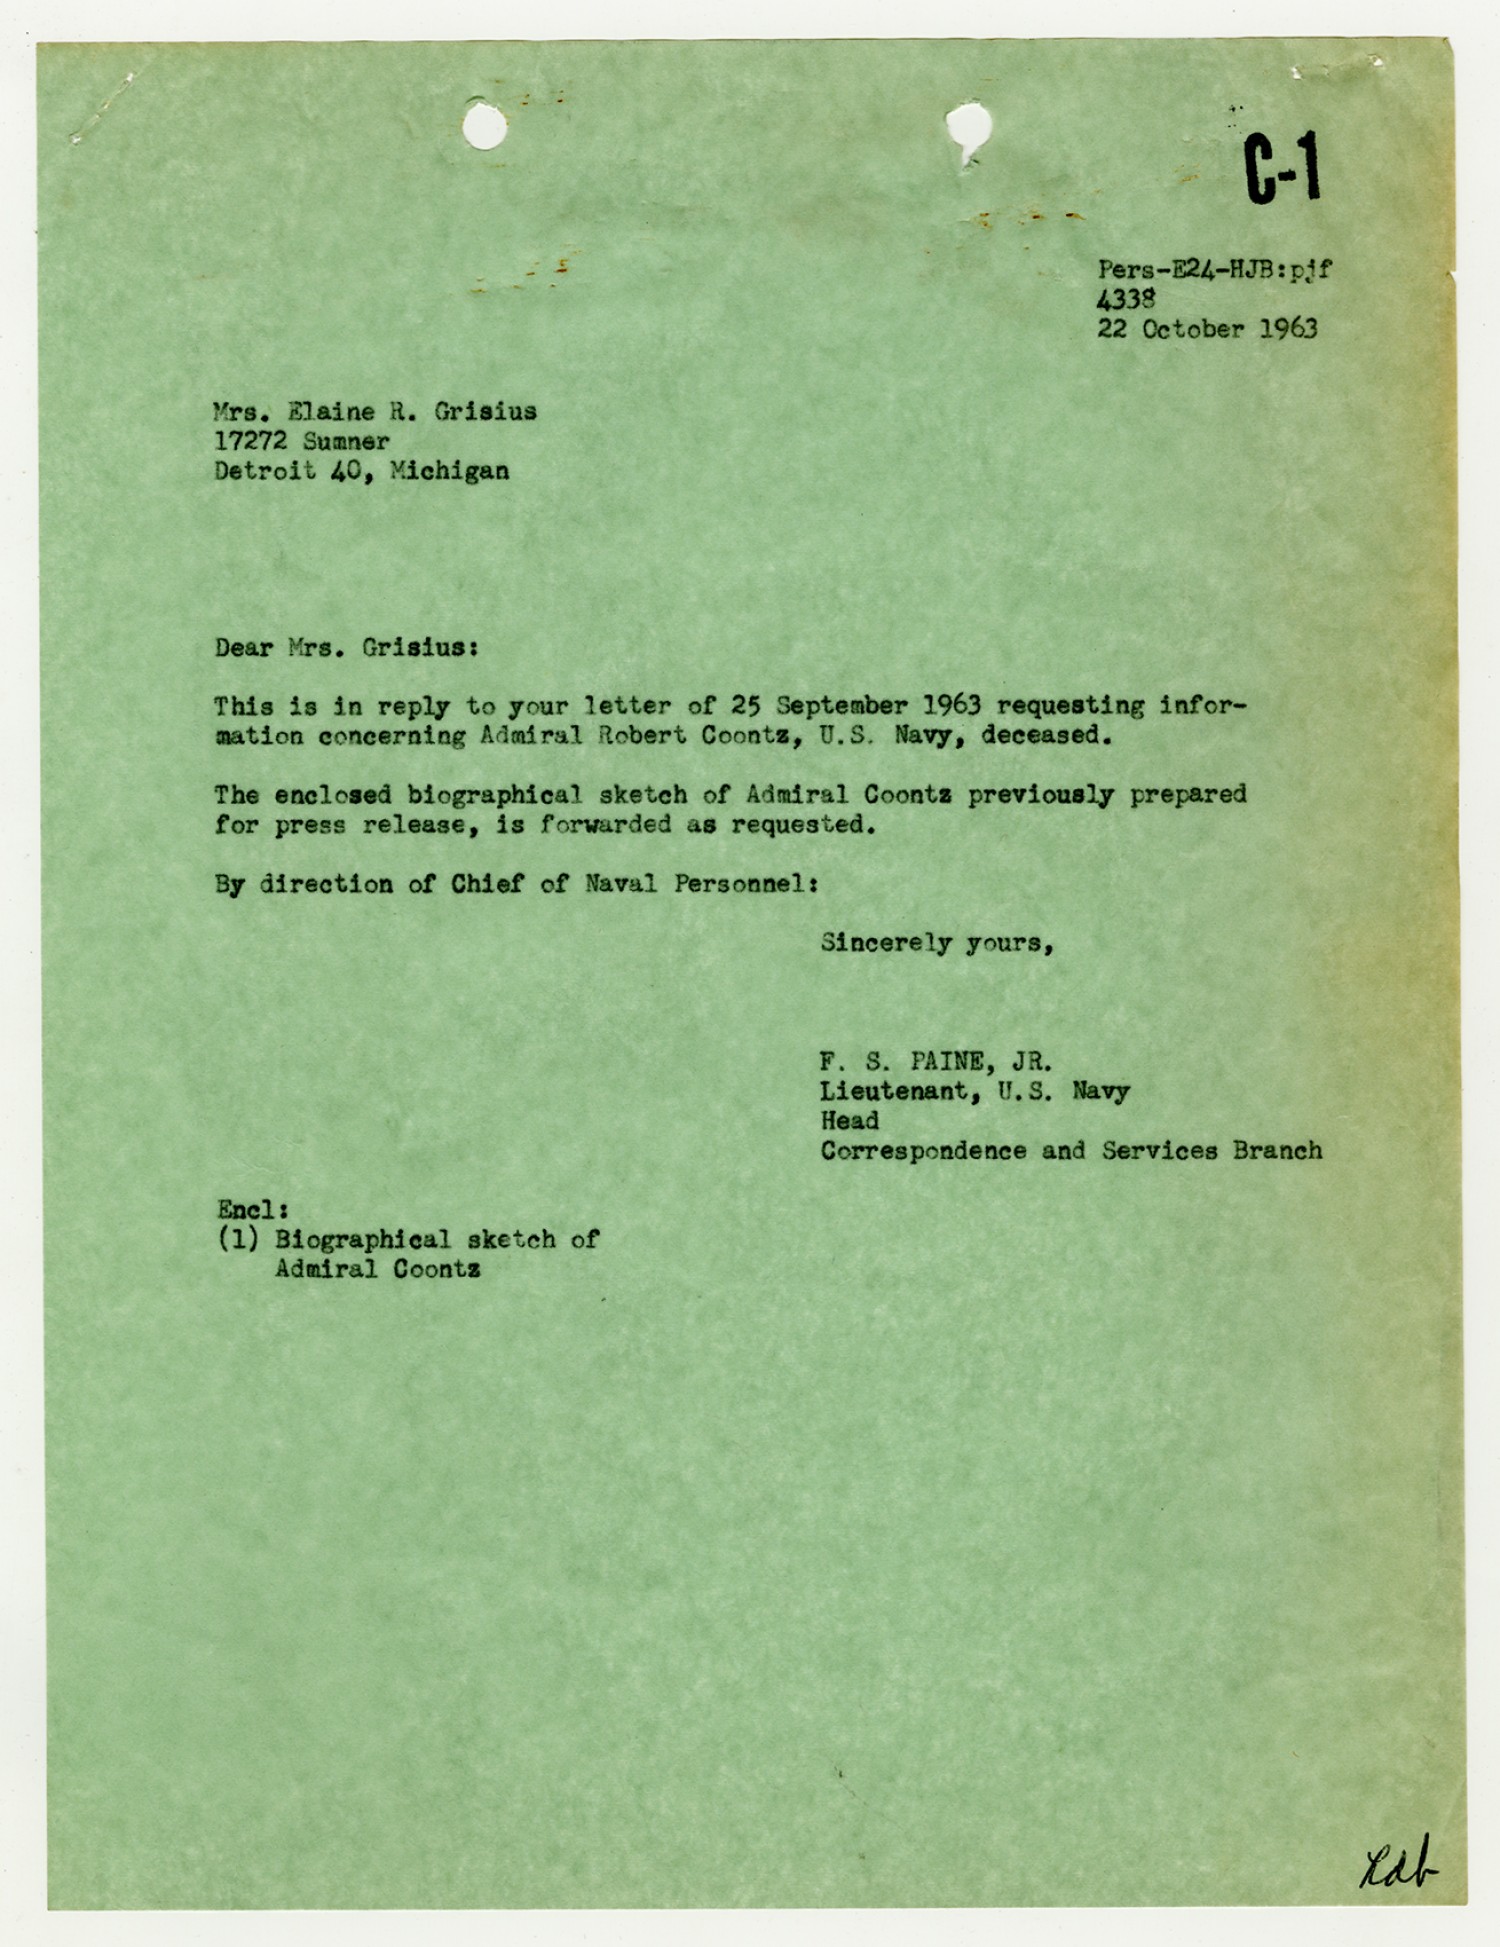 C-1
Pers-E24-HJB:pjf
4338
22 October 1963
Mrs. Elaine R. Grisius
17272 Sumner
Detroit 40, Michigan
Dear Mrs. Grisius:
This is in reply to your letter of 25 September 1963 requesting infor-
mation concerning Admiral Robert Coontz, U.S. Navy, deceased.
The enclosed biographical sketch of Admiral Coontz previously prepared
for press release, is forwarded as requested.
By direction of Chief of Naval Personnel:
Sincerely yours,
F. S. PAINE, JR.
Lieutenant, U.S. Navy
Head
Correspondence and Services Branch
Encl:
(1) Biographical sketch of
Admiral Coontz